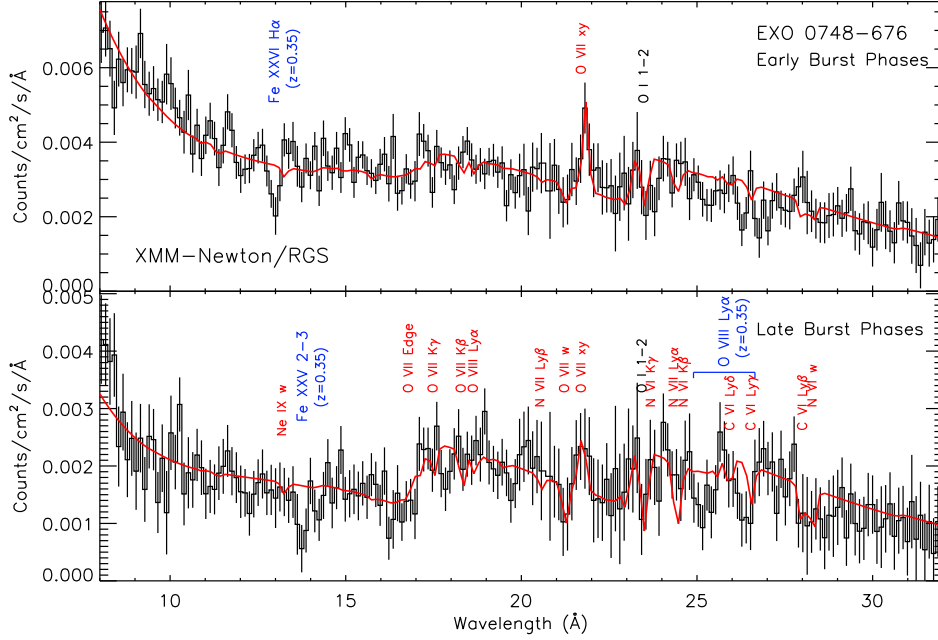 EXO 0748−676
Early Burst Phases
Fe XXVI Hα
(z=0.35)
O VII xy
O I 1−2
XMM−Newton/RGS
Counts/cm²/s/Å
0.006
0.004
0.002
0.000
Late Burst Phases
Ne IX w
Fe XXV 2−3
(z=0.35)
O VII Edge
O VII Kγ
O VII Kβ
O VIII Lyα
N VII Lyβ
O VII w
O VII xy
O I 1−2
N VI Kγ
N VII Lyα
N VI Kβ
O VIII Lyα
(z=0.35)
C VI Lyδ
C VI Lyγ
C VI Lyβ
N VI w
Counts/cm²/s/Å
0.005
0.004
0.003
0.002
0.001
0.000
10 15 20 25 30
Wavelength (Å)